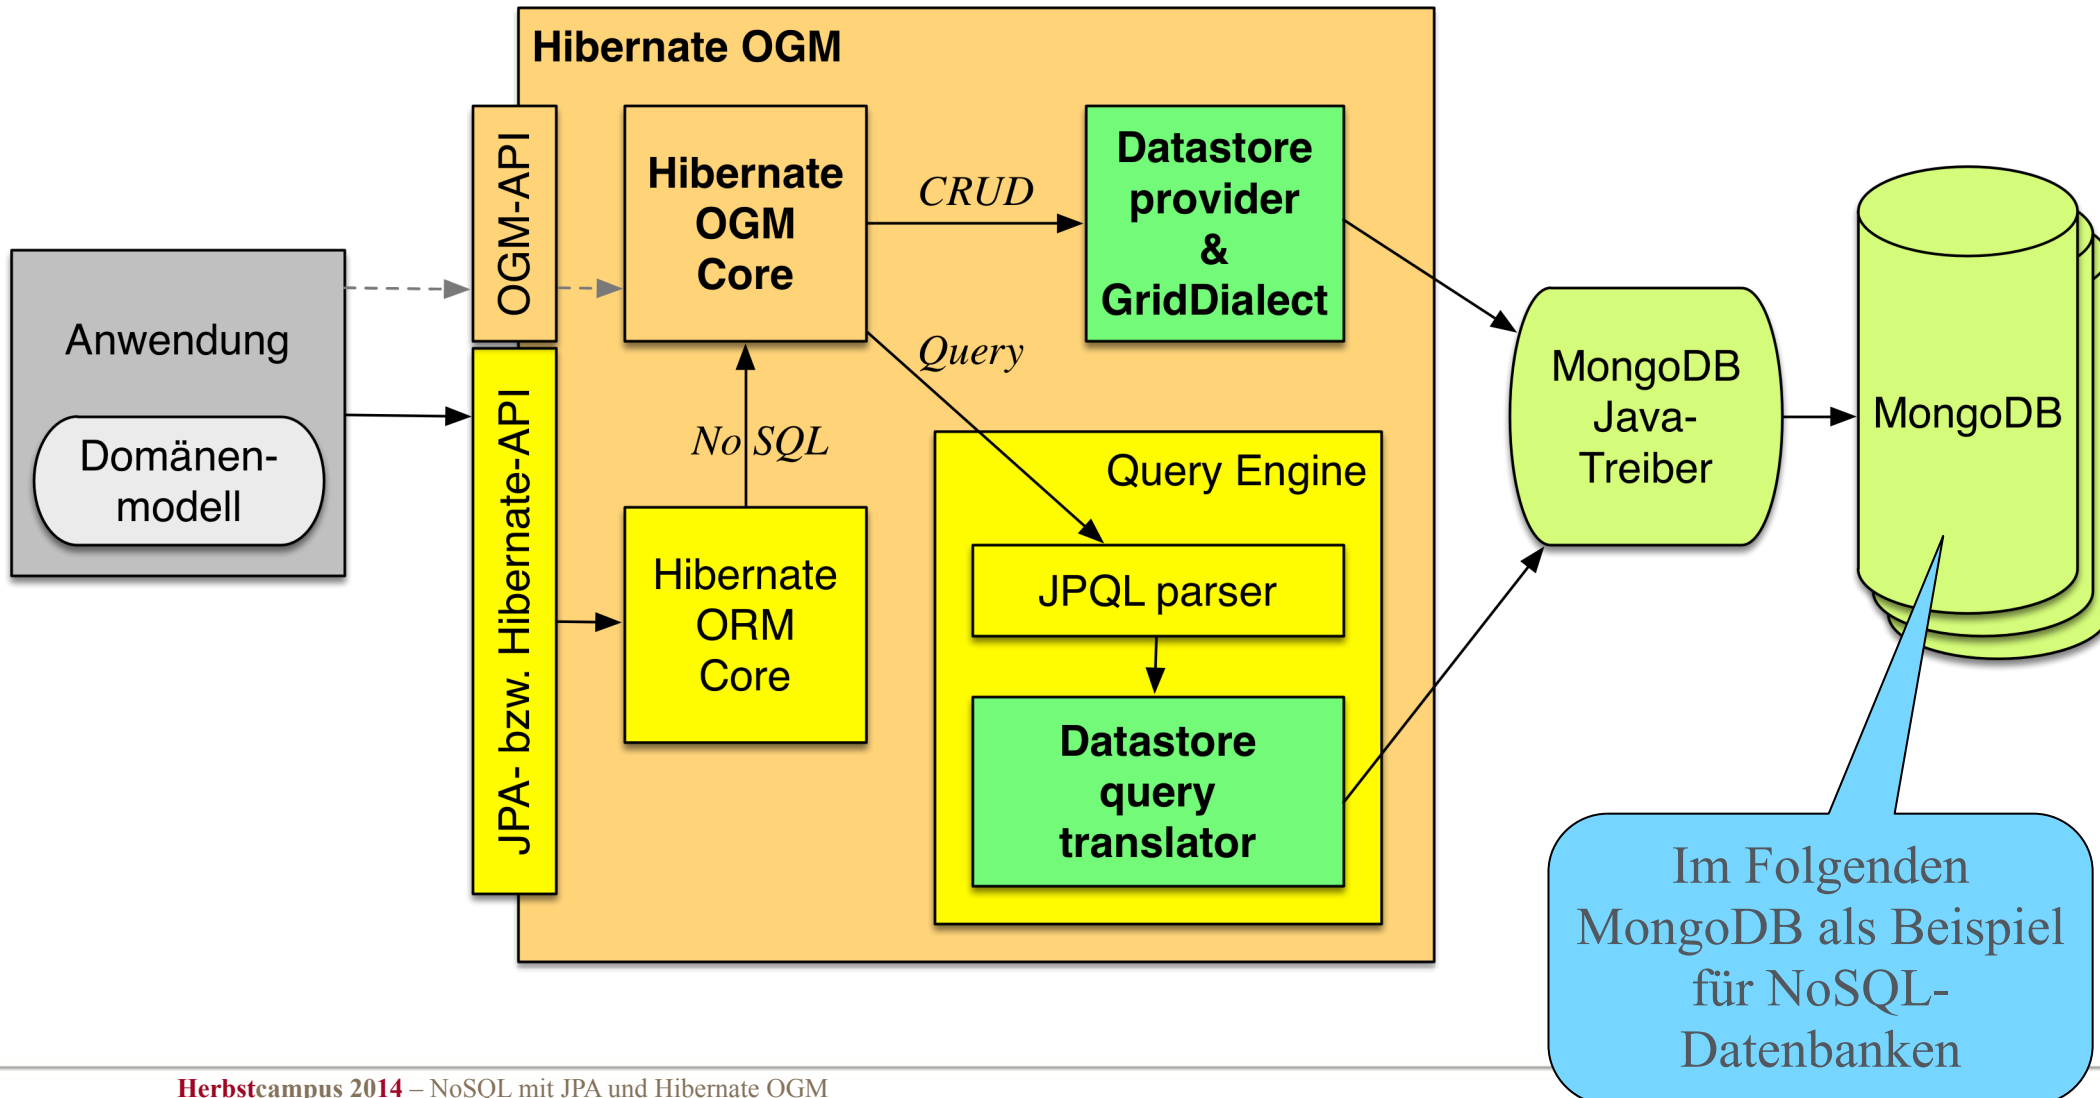 Hibernate OGM
OGM-API
Hibernate
OGM
Core
CRUD
Datastore
provider
&
GridDialect
Anwendung
Domänen-
modell
JPA- bzw. Hibernate-API
No SQL
Query
Hibernate
ORM
Core
Query Engine
JPQL parser
Datastore
query
translator
MongoDB
Java-
Treiber
MongoDB
Im Folgenden
MongoDB als Beispiel
für NoSQL-
Datenbanken
Herbstcampus 2014 – NoSQL mit JPA und Hibernate OGM